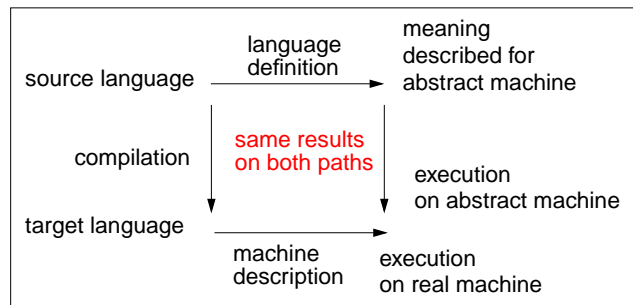 language
definition
meaning
described for
abstract machine
source language
same results
on both paths
compilation
execution
on abstract machine
target language
machine
description
execution
on real machine